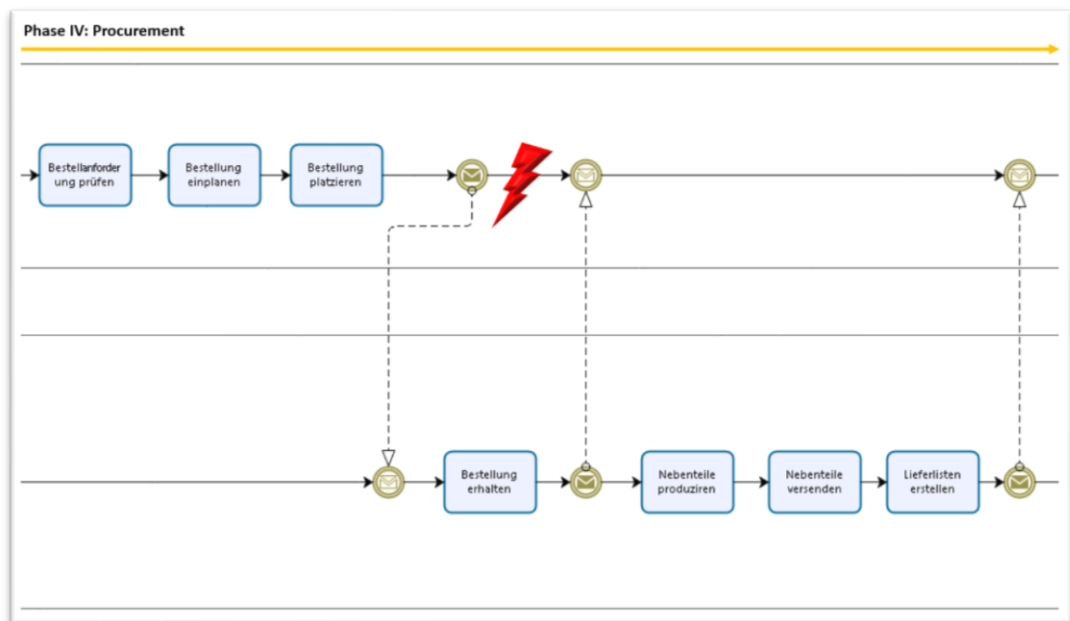 Phase IV: Procurement
Bestellanforder
ung prüfen
Bestellung
einplanen
Bestellung
platzieren
Bestellung
erhalten
Nebenteile
produziren
Nebenteile
versenden
Lieferlisten
erstellen